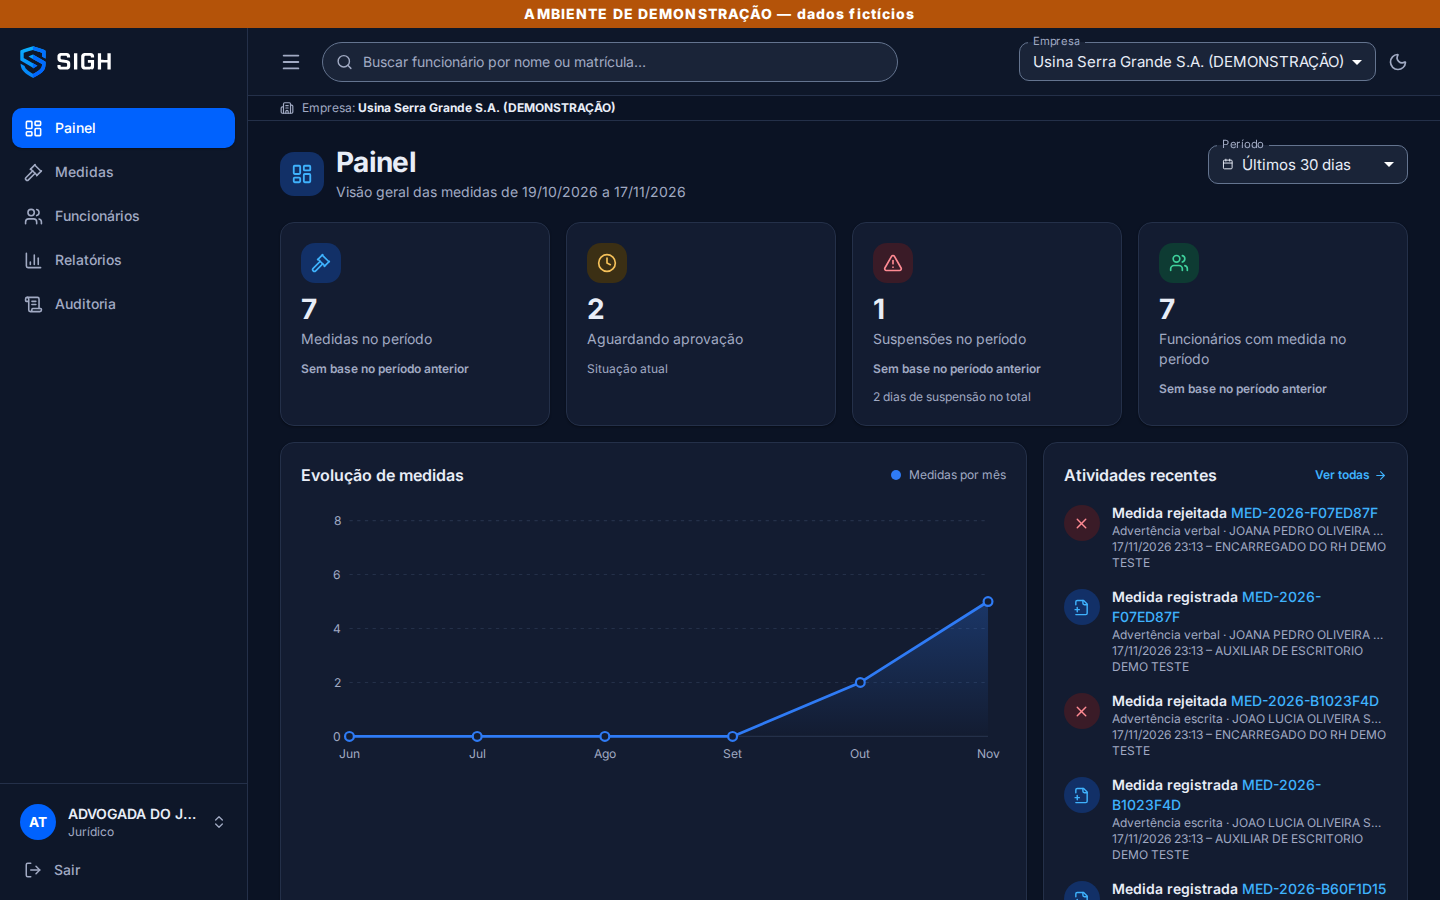 AMBIENTE DE DEMONSTRAÇÃO — dados fictícios
SIGH
Buscar funcionário por nome ou matrícula...
Empresa
Usina Serra Grande S.A. (DEMONSTRAÇÃO)
Empresa: Usina Serra Grande S.A. (DEMONSTRAÇÃO)
Painel
Medidas
Funcionários
Relatórios
Auditoria
ADVOGADA DO J...
AT
Jurídico
Sair
Painel
Visão geral das medidas de 19/10/2026 a 17/11/2026
Período
Últimos 30 dias
7
Medidas no período
Sem base no período anterior
2
Aguardando aprovação
Situação atual
1
Suspensões no período
Sem base no período anterior
2 dias de suspensão no total
7
Funcionários com medida no
período
Sem base no período anterior
Evolução de medidas
Medidas por mês
8
6
4
2
0
Jun Jul Ago Set Out Nov
Atividades recentes
Ver todas
Medida rejeitada MED-2026-F07ED87F
Advertência verbal · JOANA PEDRO OLIVEIRA ...
17/11/2026 23:13 – ENCARREGADO DO RH DEMO
TESTE
Medida registrada MED-2026-
F07ED87F
Advertência verbal · JOANA PEDRO OLIVEIRA ...
17/11/2026 23:13 – AUXILIAR DE ESCRITORIO
DEMO TESTE
Medida rejeitada MED-2026-B1023F4D
Advertência escrita · JOAO LUCIA OLIVEIRA S...
17/11/2026 23:13 – ENCARREGADO DO RH DEMO
TESTE
Medida registrada MED-2026-
B1023F4D
Advertência escrita · JOAO LUCIA OLIVEIRA S...
17/11/2026 23:13 – AUXILIAR DE ESCRITORIO
DEMO TESTE
Medida registrada MED-2026-B60F1D15